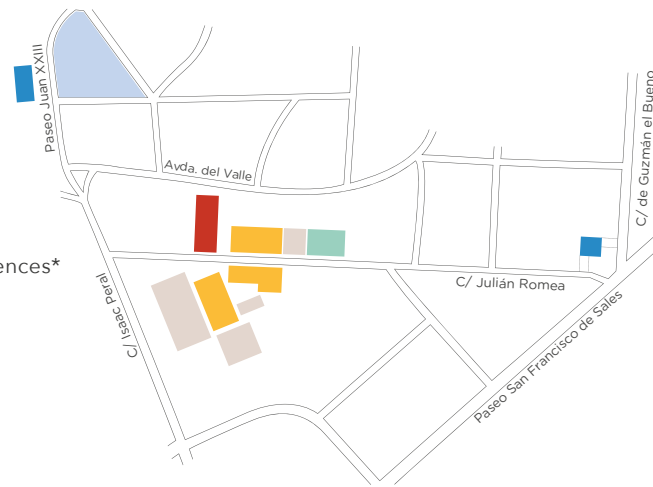 Paseo Juan XXIII
Avda. del Valle
C/ de Guzmán el Bueno
ences*
C/ Isaac Peral
C/ Julián Romea
Paseo San Francisco de Sales